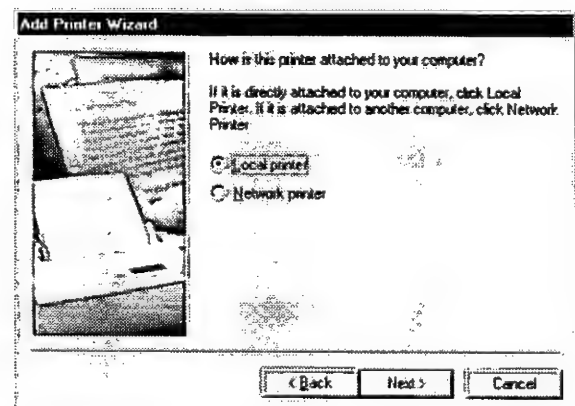 Add Printer Wizard
How is this printer attached to your computer?
If it is directly attached to your computer, click Local
Printer. If it is attached to another computer, click Network
Printer
Local printer
Network printer
< Back
Next >
Cancel